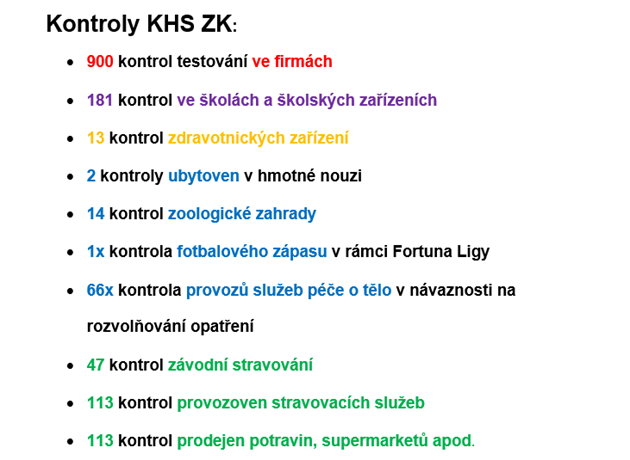 Kontroly KHS ZK:
• 900 kontrol testování ve firmách
• 181 kontrol ve školách a školských zařízeních
• 13 kontrol zdravotnických zařízení
• 2 kontroly ubytoven v hmotné nouzi
• 14 kontrol zoologické zahrady
• 1x kontrola fotbalového zápasu v rámci Fortuna Ligy
• 66x kontrola provozů služeb péče o tělo v návaznosti na
rozvolňování opatření
• 47 kontrol závodní stravování
• 113 kontrol provozoven stravovacích služeb
• 113 kontrol prodejen potravin, supermarketů apod.